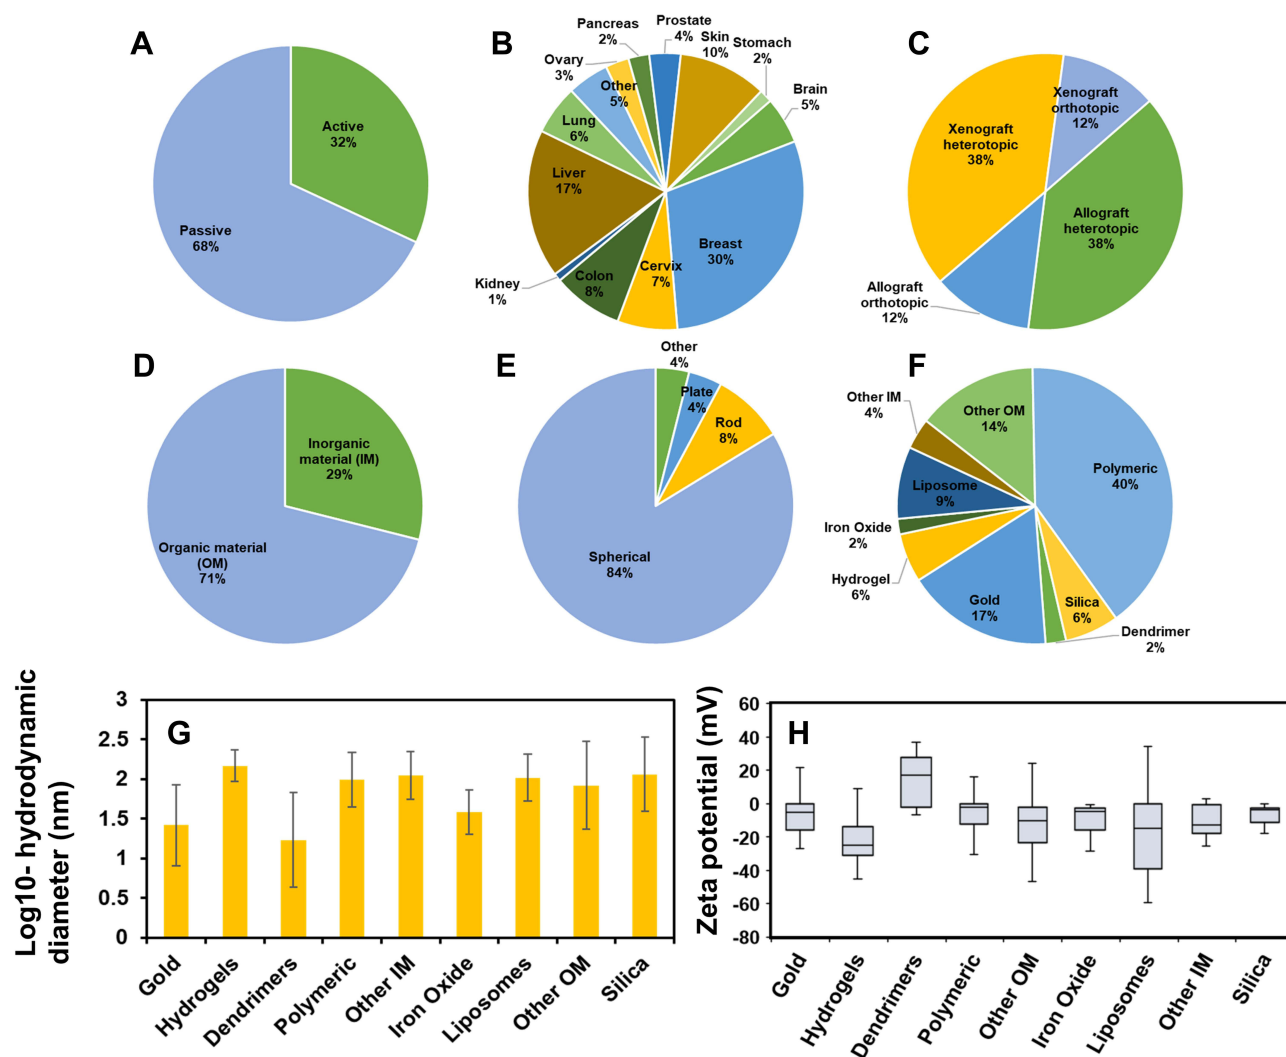 A
Active
32%
Passive
68%
B
Pancreas
2%
Prostate
4%
Skin
10%
Stomach
2%
Ovary
3%
Other
5%
Brain
5%
Lung
6%
Liver
17%
Breast
30%
Cervix
7%
Colon
8%
Kidney
1%
C
Xenograft
orthotopic
12%
Xenograft
heterotopic
38%
Allograft
heterotopic
38%
Allograft
orthotopic
12%
D
Inorganic
material (IM)
29%
Organic material
(OM)
71%
E
Other
4%
Plate
4%
Rod
8%
Spherical
84%
F
Other IM
4%
Other OM
14%
Polymeric
40%
Liposome
9%
Iron Oxide
2%
Hydrogel
6%
Gold
17%
Silica
6%
Dendrimer
2%
G
Log10- hydrodynamic
diameter (nm)
3
2.5
2
1.5
1
0.5
0
Gold
Hydrogels
Dendrimers
Polymeric
Other IM
Iron Oxide
Liposomes
Other OM
Silica
H
Zeta potential (mV)
60
40
20
0
-20
-40
-60
-80
Gold
Hydrogels
Dendrimers
Polymeric
Other OM
Iron Oxide
Liposomes
Other IM
Silica